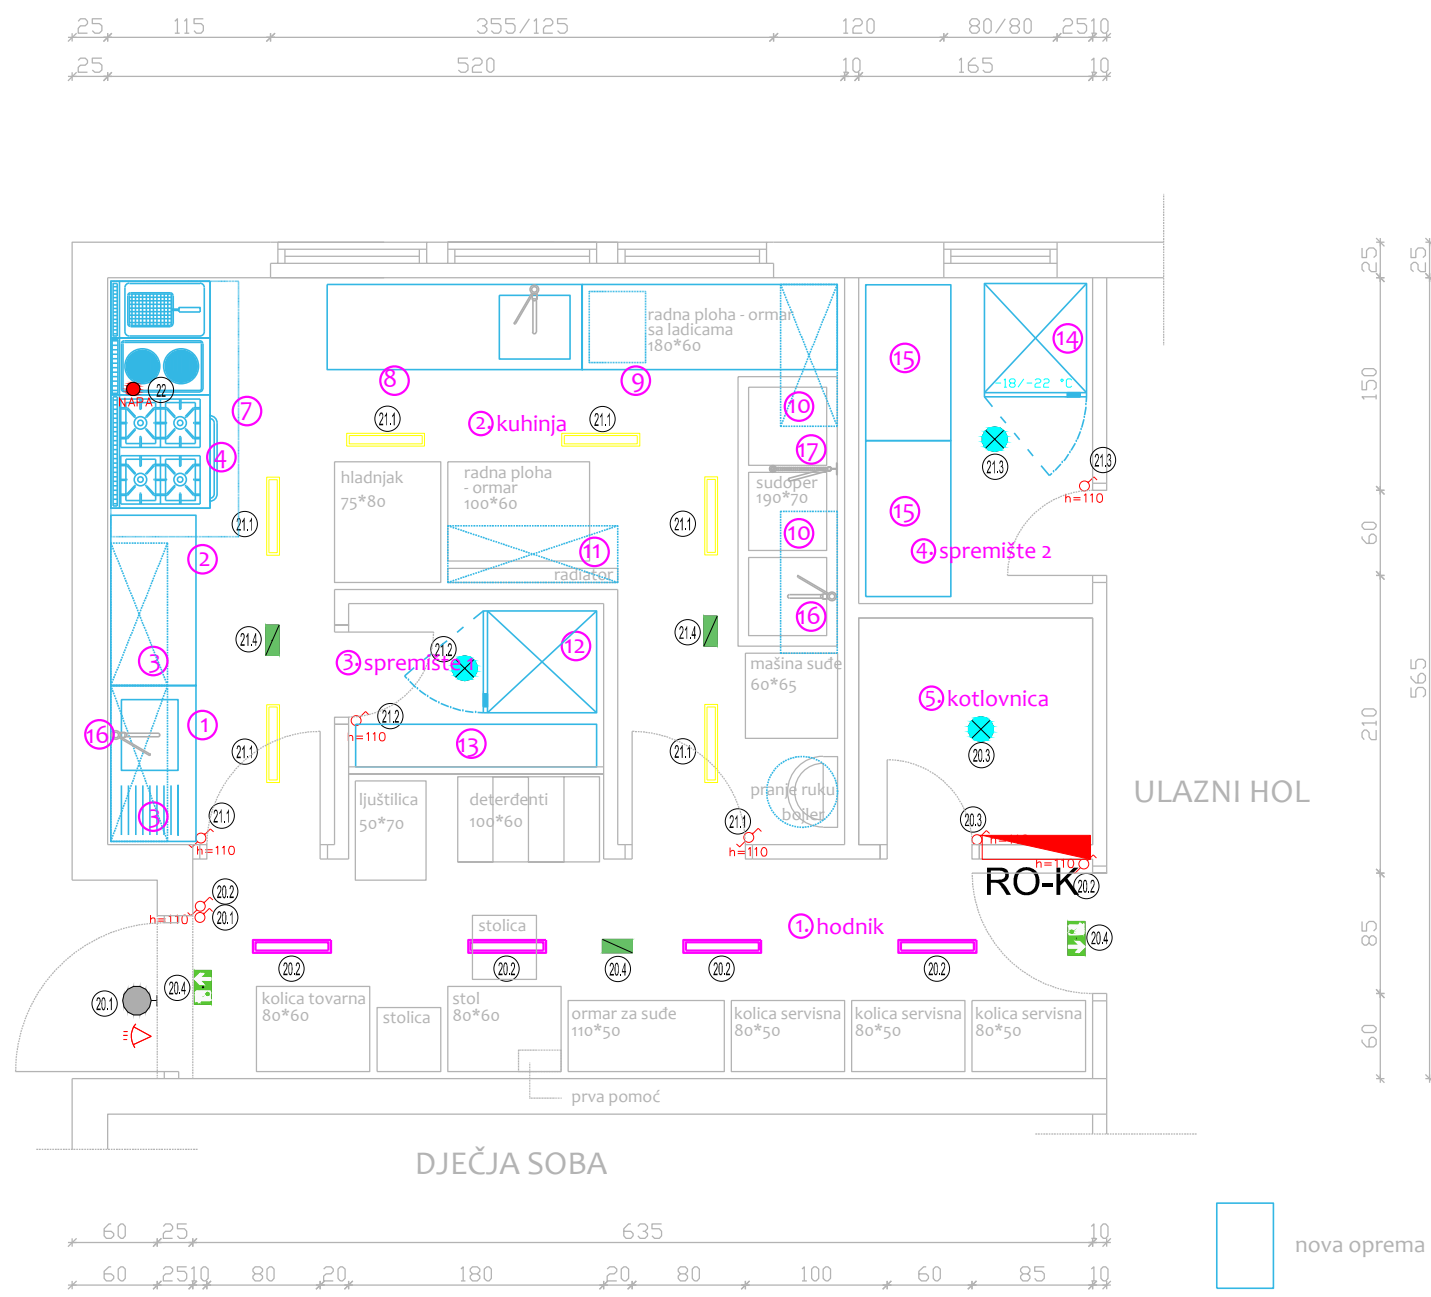 25 115 355/125 120 80/80 25 10
25 520 10 165 10
25
25
150
60
210
85
60
565
radna ploha - ormar
sa ladicama
180*60
14
15
-18/-22 °C
8
9
10
7
22
NAPA
21.1
21.1
2. kuhinja
17
4
21.3
21.3
h=110
hladnjak
75*80
radna ploha
- ormar
100*60
sudoper
190*70
15
21.1
21.1
10
2
11
radiator
4. spremište 2
16
21.4
21.4
21.2
12
3
3. spremište 1
mašina suđe
60*65
5. kotlovnica
1
16
21.2
h=110
13
20.3
21.1
21.1
ULAZNI HOL
pranje ruku
bojler
ljuštilica
50*70
deterđenti
100*60
3
21.1
h=110
21.1
h=110
20.3
h=110
h=110
RO-K
20.2
20.2
20.1
h=110
1. hodnik
stolica
20.4
20.2
20.2
20.4
20.2
20.2
20.4
20.1
kolica tovarna
80*60
stolica
stol
80*60
ormar za suđe
110*50
kolica servisna
80*50
kolica servisna
80*50
kolica servisna
80*50
prva pomoć
DJEČJA SOBA
60 25 635 10
60 25 10 80 20 180 20 80 100 60 85 10
nova oprema